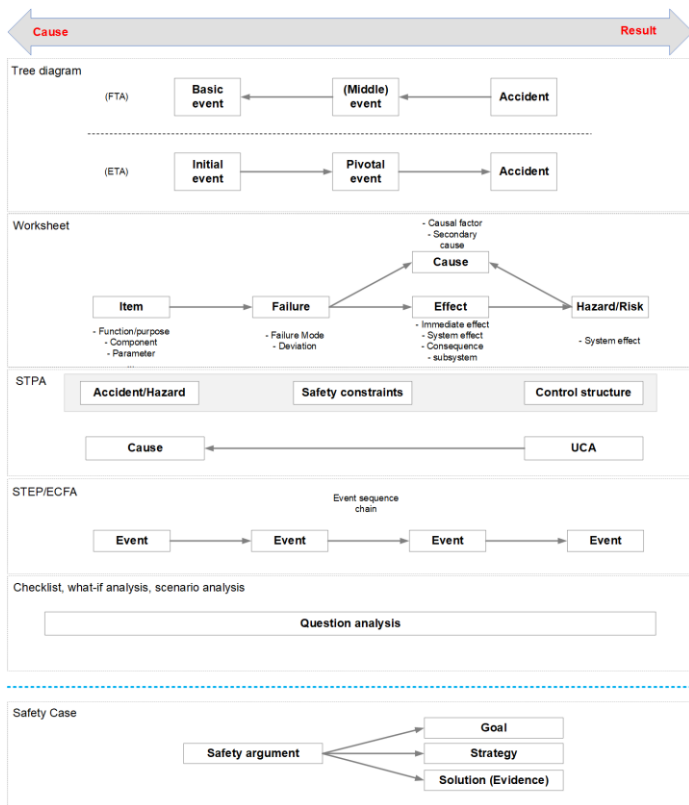 Cause
Result
Tree diagram
(FTA)
Basic
event
(Middle)
event
Accident
(ETA)
Initial
event
Pivotal
event
Accident
Worksheet
- Causal factor
- Secondary
cause
Cause
Item
Failure
Effect
Hazard/Risk
- Function/purpose
- Component
- Parameter
...
- Failure Mode
- Deviation
- Immediate effect
- System effect
- Consequence
- subsystem
- System effect
STPA
Accident/Hazard
Safety constraints
Control structure
Cause
UCA
STEP/ECFA
Event sequence
chain
Event
Event
Event
Event
Checklist, what-if analysis, scenario analysis
Question analysis
Safety Case
Goal
Safety argument
Strategy
Solution (Evidence)